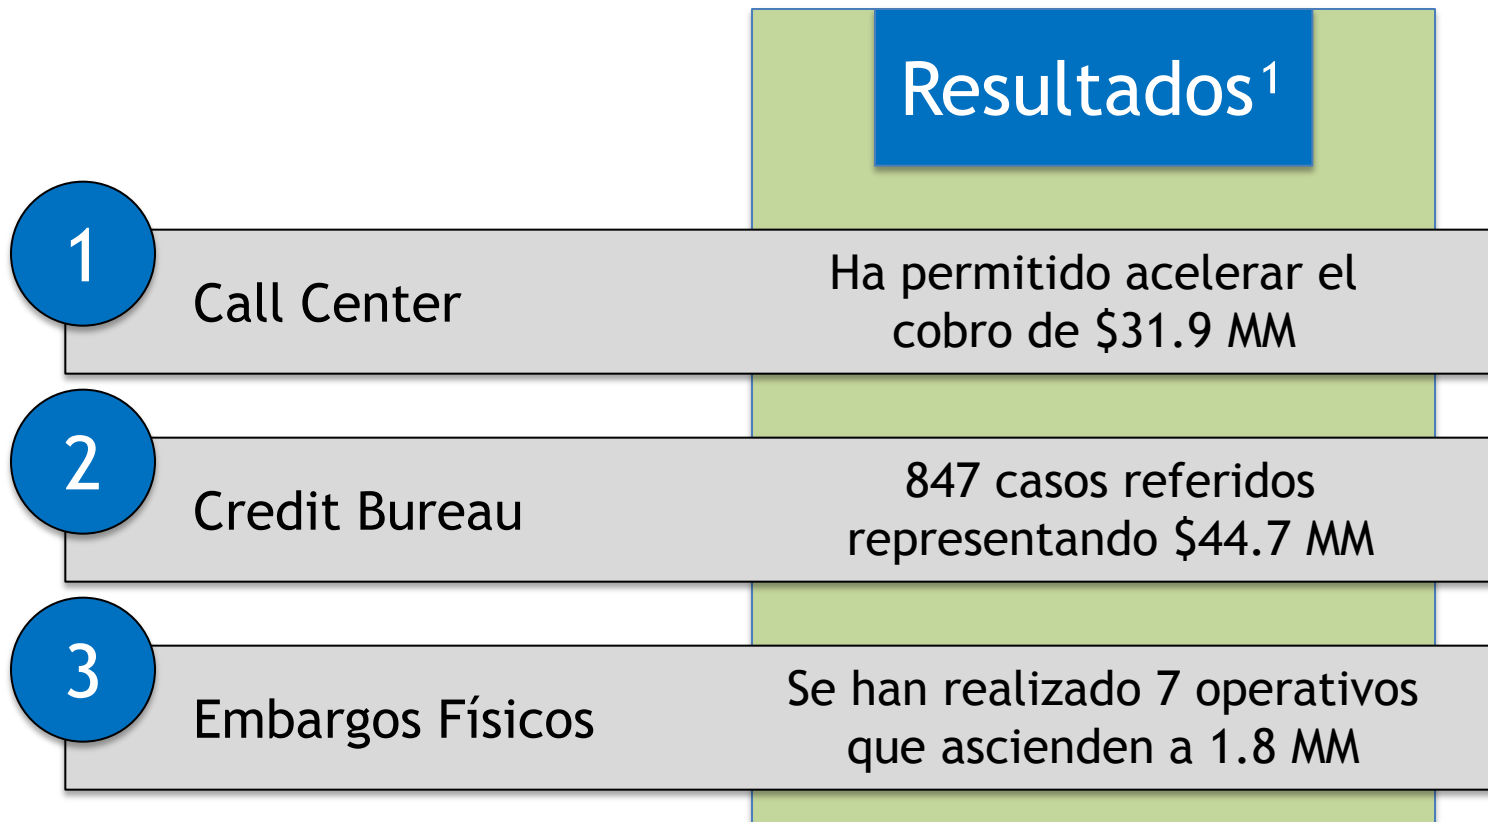 Resultados¹
1
Call Center
Ha permitido acelerar el
cobro de $31.9 MM
2
Credit Bureau
847 casos referidos
representando $44.7 MM
3
Embargos Físicos
Se han realizado 7 operativos
que ascienden a 1.8 MM